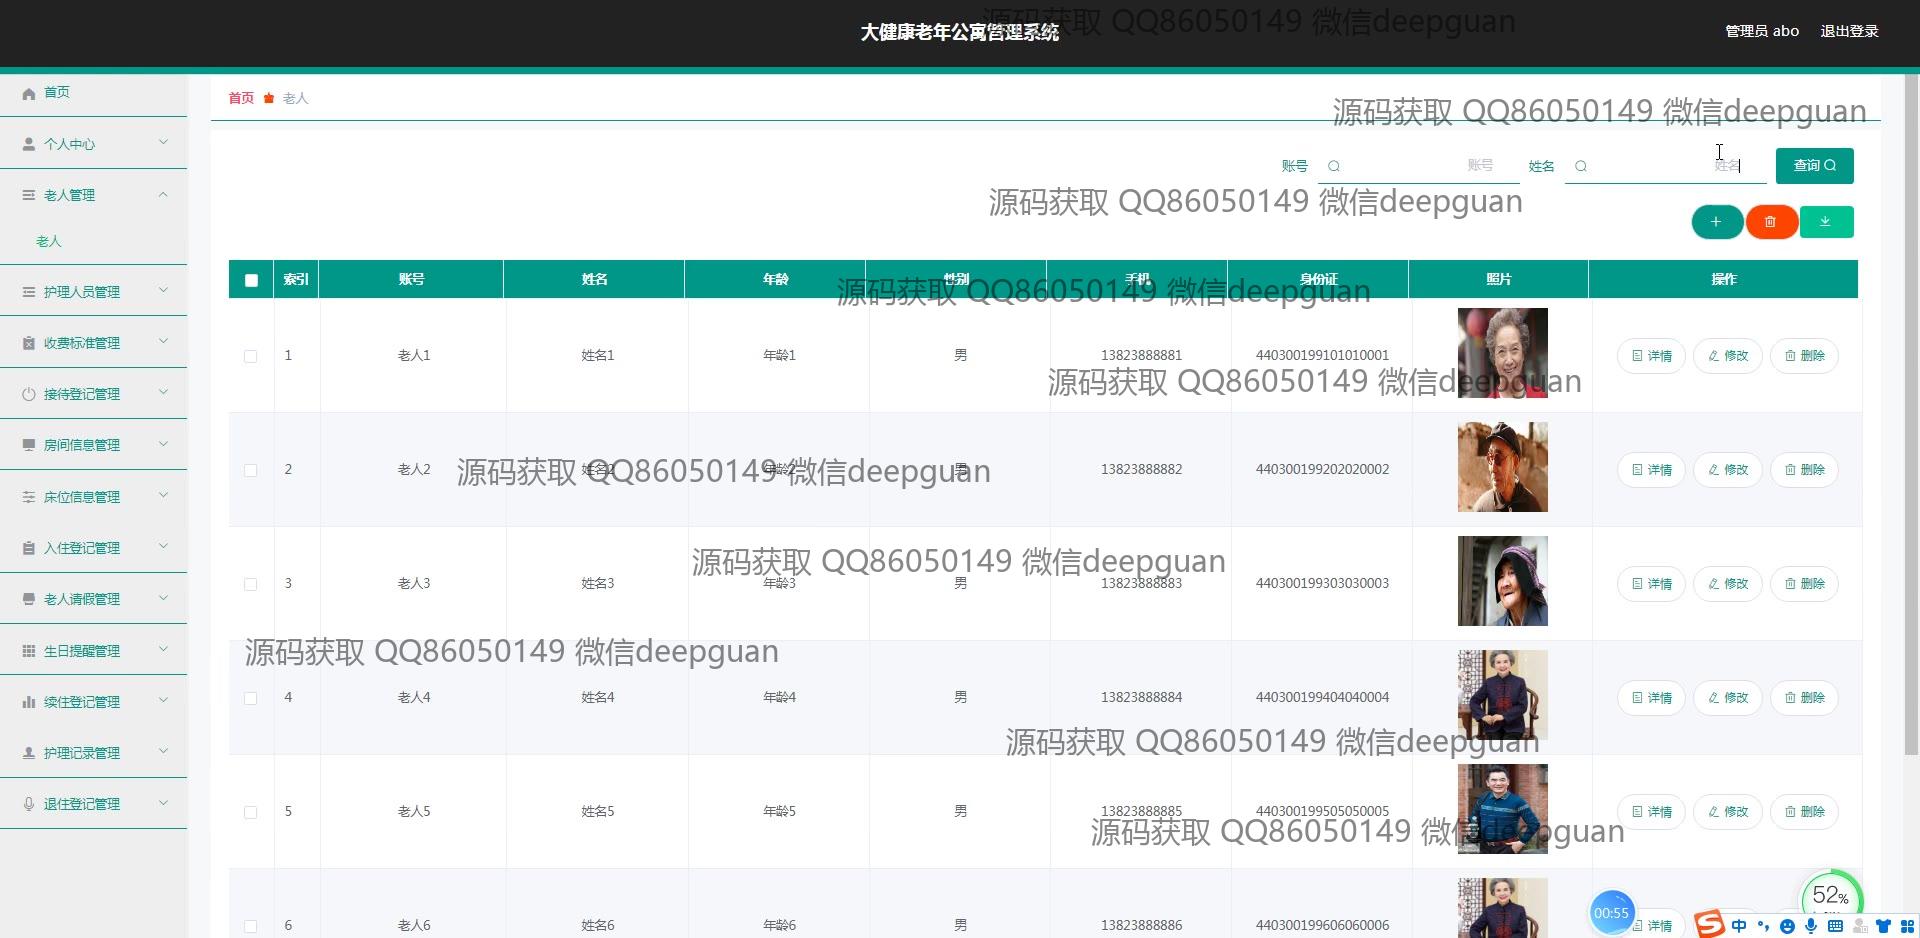 大健康老年公寓管理系统
源码获取 QQ86050149 微信deepguan
管理员 abo 退出登录
首页
个人中心
老人管理
老人
护理人员管理
收费标准管理
接待登记管理
房间信息管理
床位信息管理
入住登记管理
老人请假管理
生日提醒管理
续住登记管理
护理记录管理
退住登记管理
首页 老人
源码获取 QQ86050149 微信deepguan
账号 账号 姓名 姓名 查询
源码获取 QQ86050149 微信deepguan
索引 账号 姓名 年龄 性别 手机 身份证 照片 操作
源码获取 QQ86050149 微信deepguan
1 老人1 姓名1 年龄1 男 13823888881 440300199101010001 详情 修改 删除
源码获取 QQ86050149 微信deepguan
2 老人2 姓名2 年龄2 男 13823888882 440300199202020002 详情 修改 删除
源码获取 QQ86050149 微信deepguan
源码获取 QQ86050149 微信deepguan
3 老人3 姓名3 年龄3 男 13823888883 440300199303030003 详情 修改 删除
源码获取 QQ86050149 微信deepguan
4 老人4 姓名4 年龄4 男 13823888884 440300199404040004 详情 修改 删除
源码获取 QQ86050149 微信deepguan
5 老人5 姓名5 年龄5 男 13823888885 440300199505050005 详情 修改 删除
源码获取 QQ86050149 微信deepguan
6 老人6 姓名6 年龄6 男 13823888886 440300199606060006 详情
52%
00:55
中